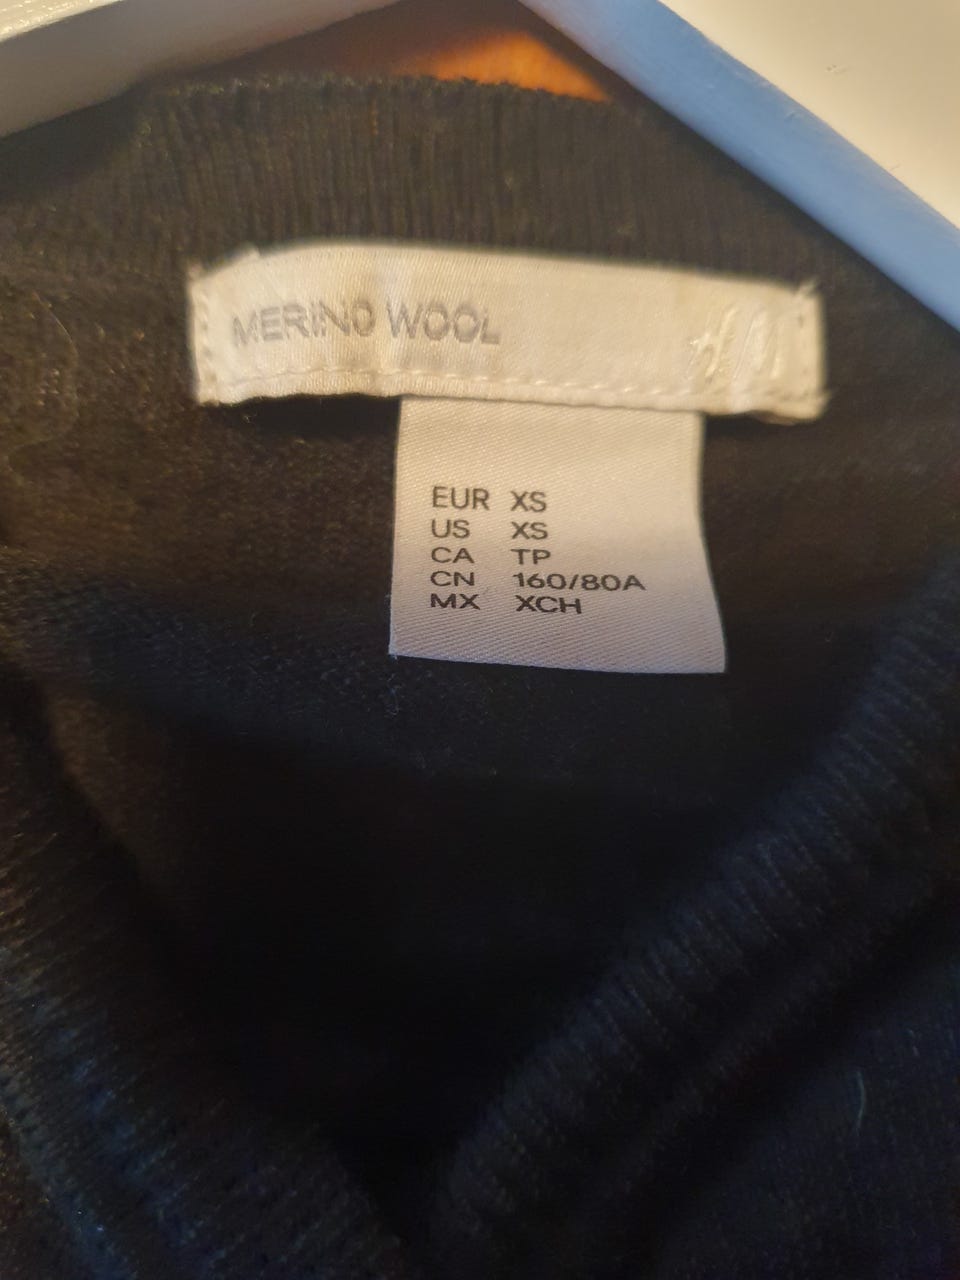 MERINO WOOL H&M
EUR XS
US XS
CA TP
CN 160/80A
MX XCH